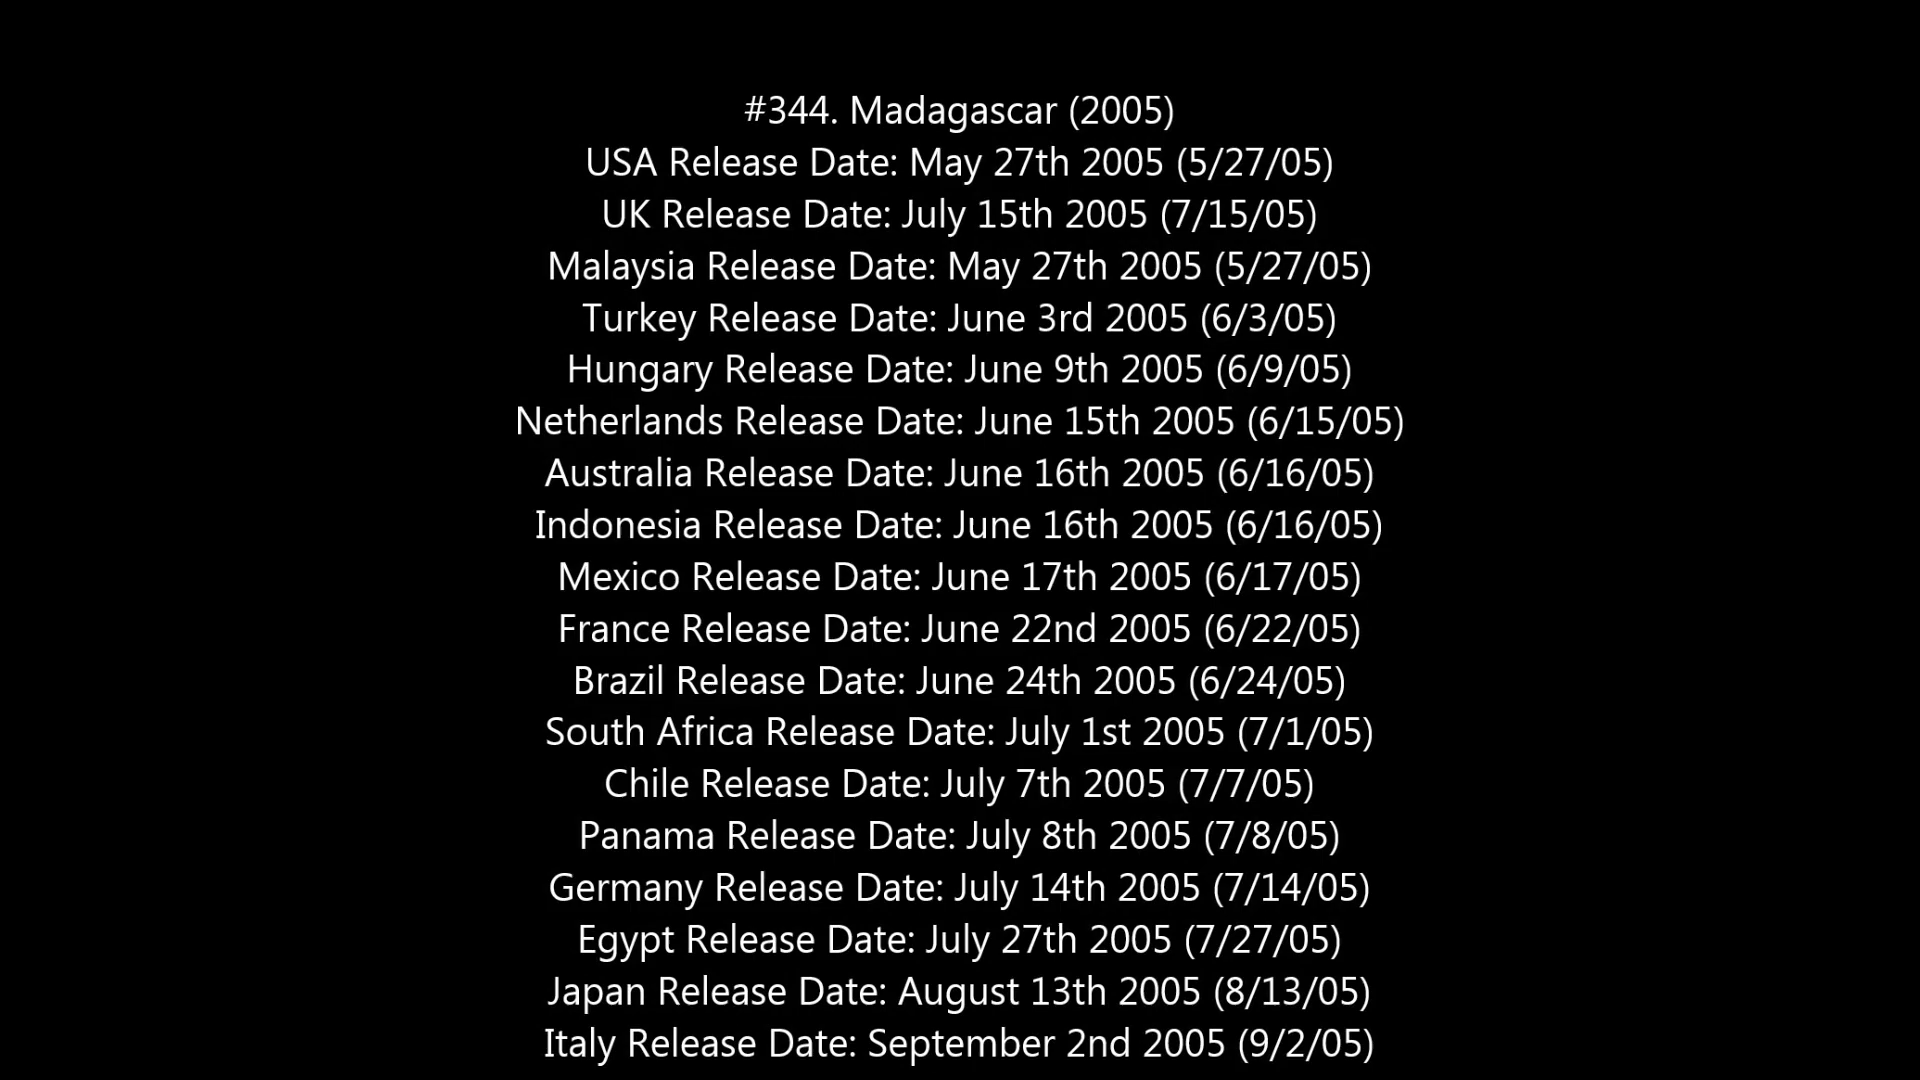 #344. Madagascar (2005)
USA Release Date: May 27th 2005 (5/27/05)
UK Release Date: July 15th 2005 (7/15/05)
Malaysia Release Date: May 27th 2005 (5/27/05)
Turkey Release Date: June 3rd 2005 (6/3/05)
Hungary Release Date: June 9th 2005 (6/9/05)
Netherlands Release Date: June 15th 2005 (6/15/05)
Australia Release Date: June 16th 2005 (6/16/05)
Indonesia Release Date: June 16th 2005 (6/16/05)
Mexico Release Date: June 17th 2005 (6/17/05)
France Release Date: June 22nd 2005 (6/22/05)
Brazil Release Date: June 24th 2005 (6/24/05)
South Africa Release Date: July 1st 2005 (7/1/05)
Chile Release Date: July 7th 2005 (7/7/05)
Panama Release Date: July 8th 2005 (7/8/05)
Germany Release Date: July 14th 2005 (7/14/05)
Egypt Release Date: July 27th 2005 (7/27/05)
Japan Release Date: August 13th 2005 (8/13/05)
Italy Release Date: September 2nd 2005 (9/2/05)